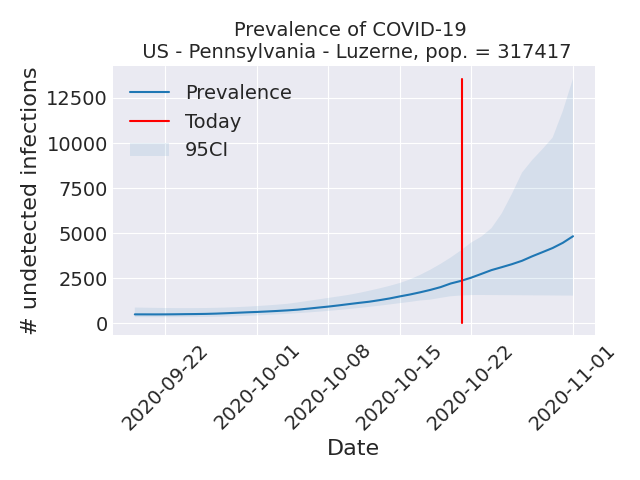 Prevalence of COVID-19
US - Pennsylvania - Luzerne, pop. = 317417
# undetected infections
12500
10000
7500
5000
2500
0
Prevalence
Today
95CI
2020-09-22
2020-10-01
2020-10-08
2020-10-15
2020-10-22
2020-11-01
Date